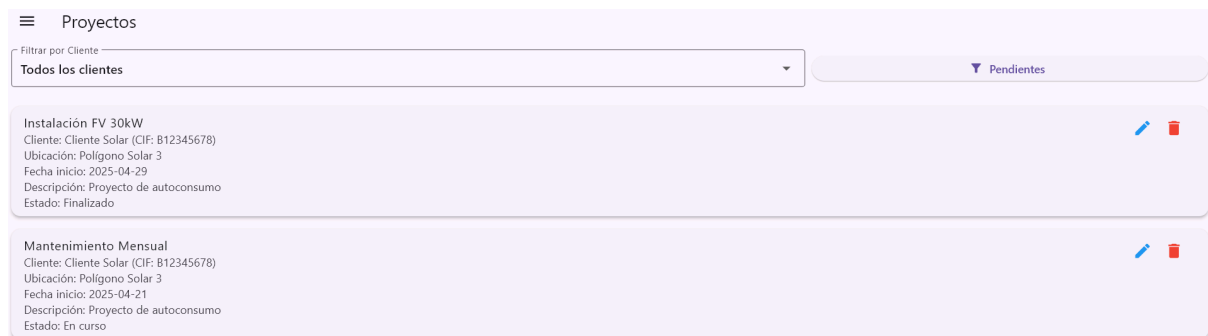 Proyectos
Filtrar por Cliente
Todos los clientes
Pendientes
Instalación FV 30kW
Cliente: Cliente Solar (CIF: B12345678)
Ubicación: Polígono Solar 3
Fecha inicio: 2025-04-29
Descripción: Proyecto de autoconsumo
Estado: Finalizado
Mantenimiento Mensual
Cliente: Cliente Solar (CIF: B12345678)
Ubicación: Polígono Solar 3
Fecha inicio: 2025-04-21
Descripción: Proyecto de autoconsumo
Estado: En curso